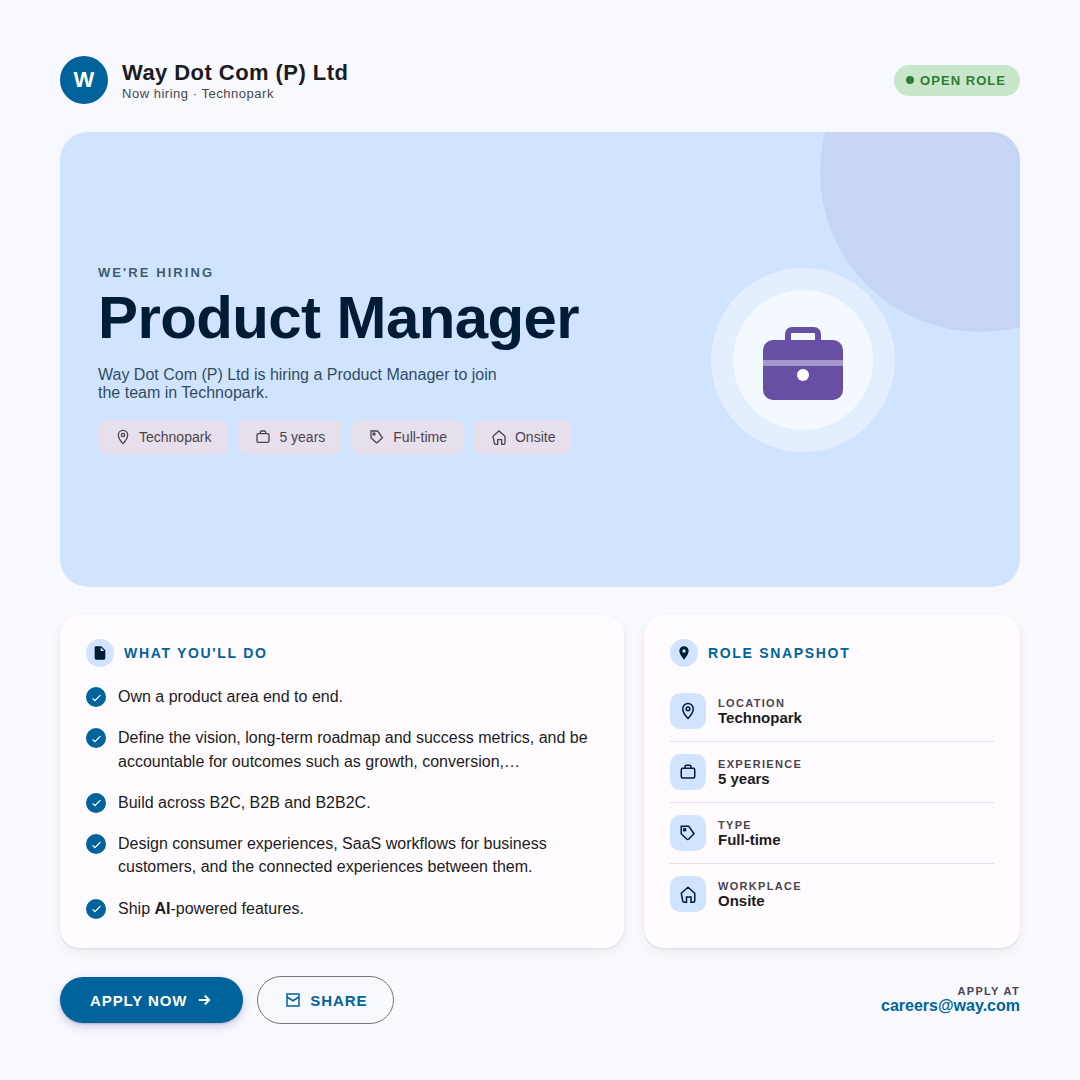 W
Way Dot Com (P) Ltd
Now hiring · Technopark
OPEN ROLE
WE'RE HIRING
Product Manager
Way Dot Com (P) Ltd is hiring a Product Manager to join
the team in Technopark.
Technopark
5 years
Full-time
Onsite
WHAT YOU'LL DO
Own a product area end to end.
Define the vision, long-term roadmap and success metrics, and be
accountable for outcomes such as growth, conversion,…
Build across B2C, B2B and B2B2C.
Design consumer experiences, SaaS workflows for business
customers, and the connected experiences between them.
Ship AI-powered features.
ROLE SNAPSHOT
LOCATION
Technopark
EXPERIENCE
5 years
TYPE
Full-time
WORKPLACE
Onsite
APPLY NOW
SHARE
APPLY AT
careers@way.com